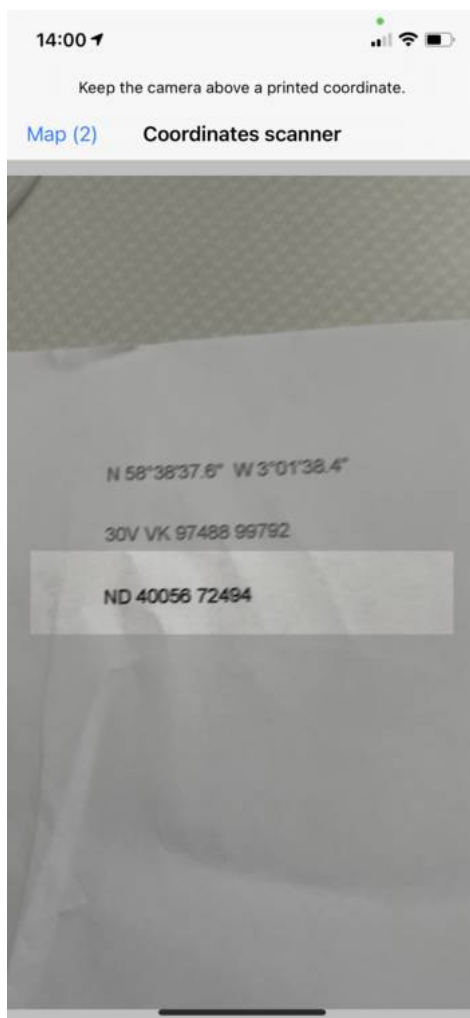 14:00
Keep the camera above a printed coordinate.
Map (2) Coordinates scanner
N 58°38'37.6" W 3°01'38.4"
30V VK 97488 99792
ND 40056 72494